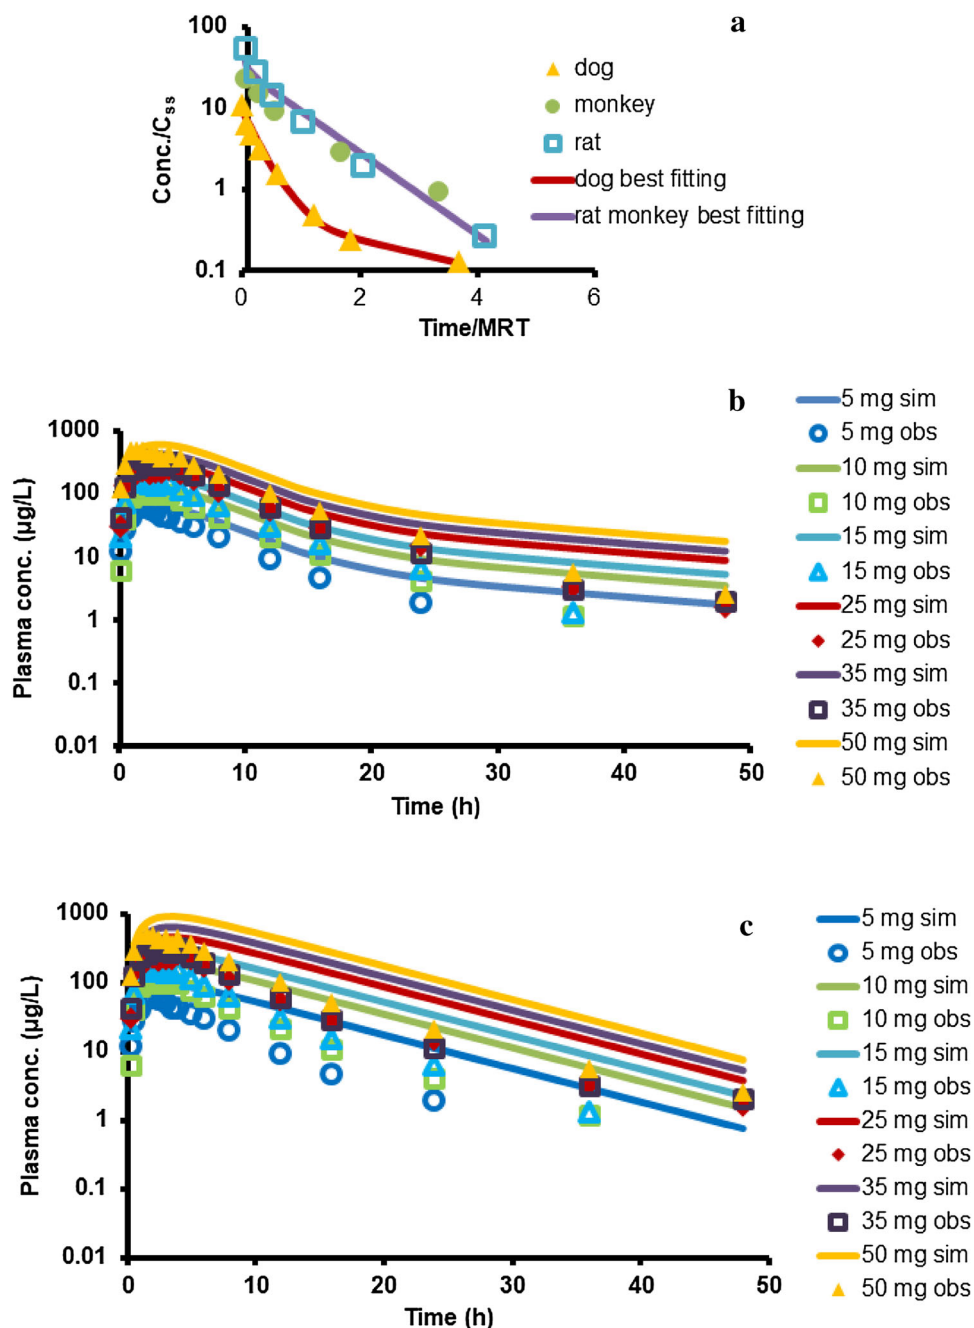 a
100
10
1
0.1
Conc./Css
0
2
4
6
Time/MRT
dog
monkey
rat
dog best fitting
rat monkey best fitting
b
1000
100
10
1
0.1
0.01
Plasma conc. (µg/L)
0
10
20
30
40
50
Time (h)
5 mg sim
5 mg obs
10 mg sim
10 mg obs
15 mg sim
15 mg obs
25 mg sim
25 mg obs
35 mg sim
35 mg obs
50 mg sim
50 mg obs
c
1000
100
10
1
0.1
0.01
Plasma conc. (µg/L)
0
10
20
30
40
50
Time (h)
5 mg sim
5 mg obs
10 mg sim
10 mg obs
15 mg sim
15 mg obs
25 mg sim
25 mg obs
35 mg sim
35 mg obs
50 mg sim
50 mg obs